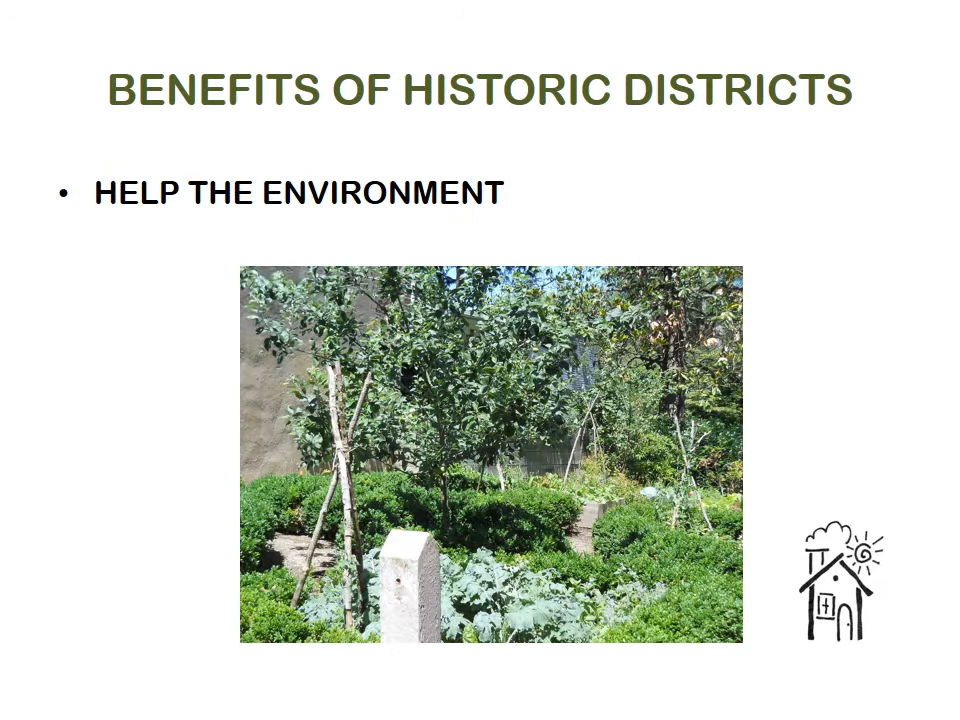 BENEFITS OF HISTORIC DISTRICTS
• HELP THE ENVIRONMENT